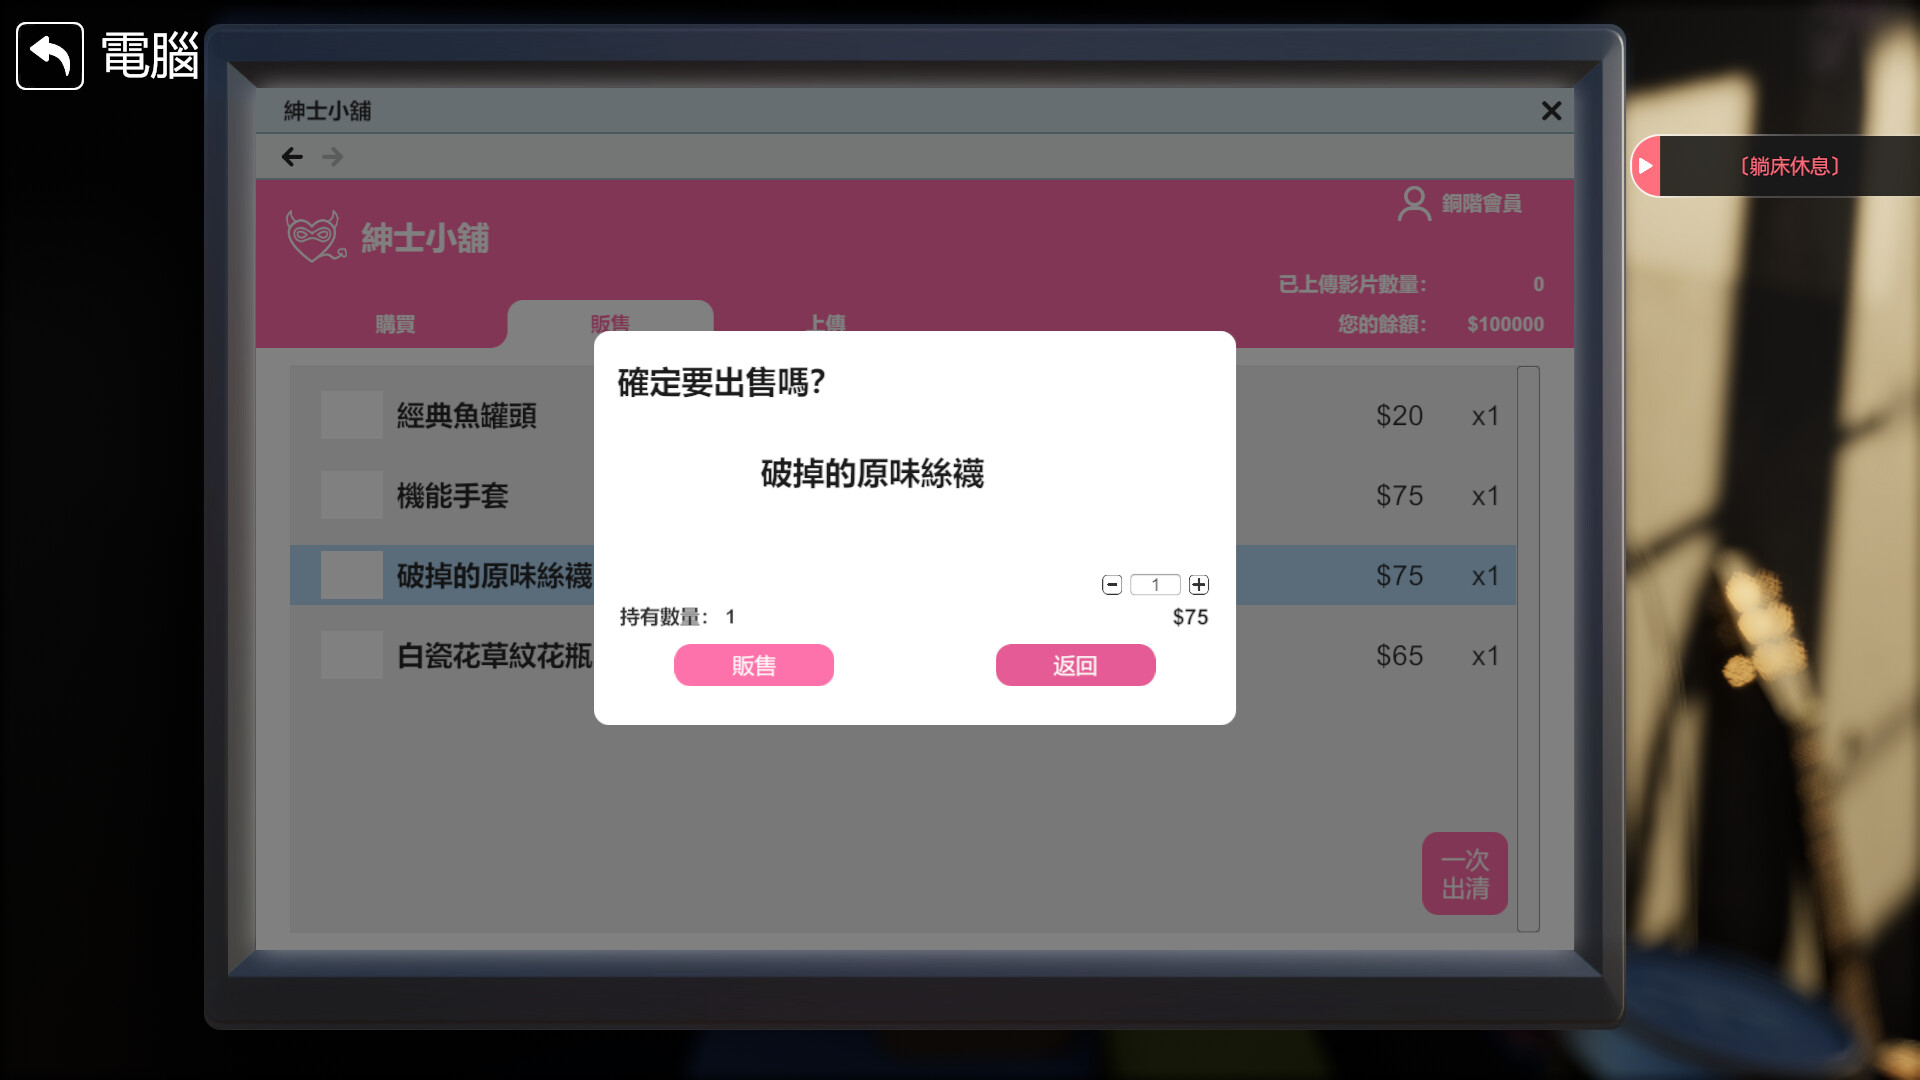 電腦
紳士小舖
〔躺床休息〕
銅階會員
紳士小舖
已上傳影片數量: 0
購買 販售 上傳 您的餘額: $100000
確定要出售嗎?
經典魚罐頭 $20 x1
破掉的原味絲襪
機能手套 $75 x1
破掉的原味絲襪 $75 x1
1
持有數量: 1 $75
白瓷花草紋花瓶 $65 x1
販售 返回
一次
出清